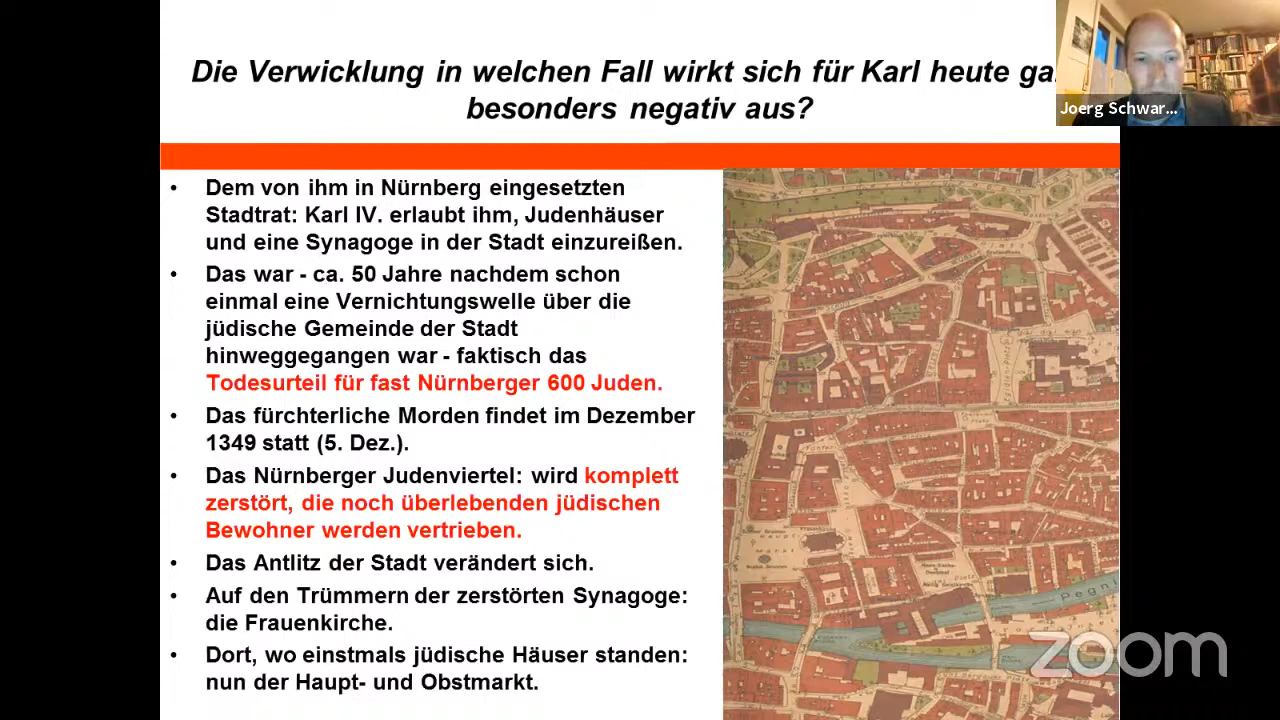 Die Verwicklung in welchen Fall wirkt sich für Karl heute
besonders negativ aus?
Joerg Schwar...
• Dem von ihm in Nürnberg eingesetzten
Stadtrat: Karl IV. erlaubt ihm, Judenhäuser
und eine Synagoge in der Stadt einzureißen.
• Das war - ca. 50 Jahre nachdem schon
einmal eine Vernichtungswelle über die
jüdische Gemeinde der Stadt
hinweggegangen war - faktisch das
Todesurteil für fast Nürnberger 600 Juden.
• Das fürchterliche Morden findet im Dezember
1349 statt (5. Dez.).
• Das Nürnberger Judenviertel: wird komplett
zerstört, die noch überlebenden jüdischen
Bewohner werden vertrieben.
• Das Antlitz der Stadt verändert sich.
• Auf den Trümmern der zerstörten Synagoge:
die Frauenkirche.
• Dort, wo einstmals jüdische Häuser standen:
nun der Haupt- und Obstmarkt.
zoom